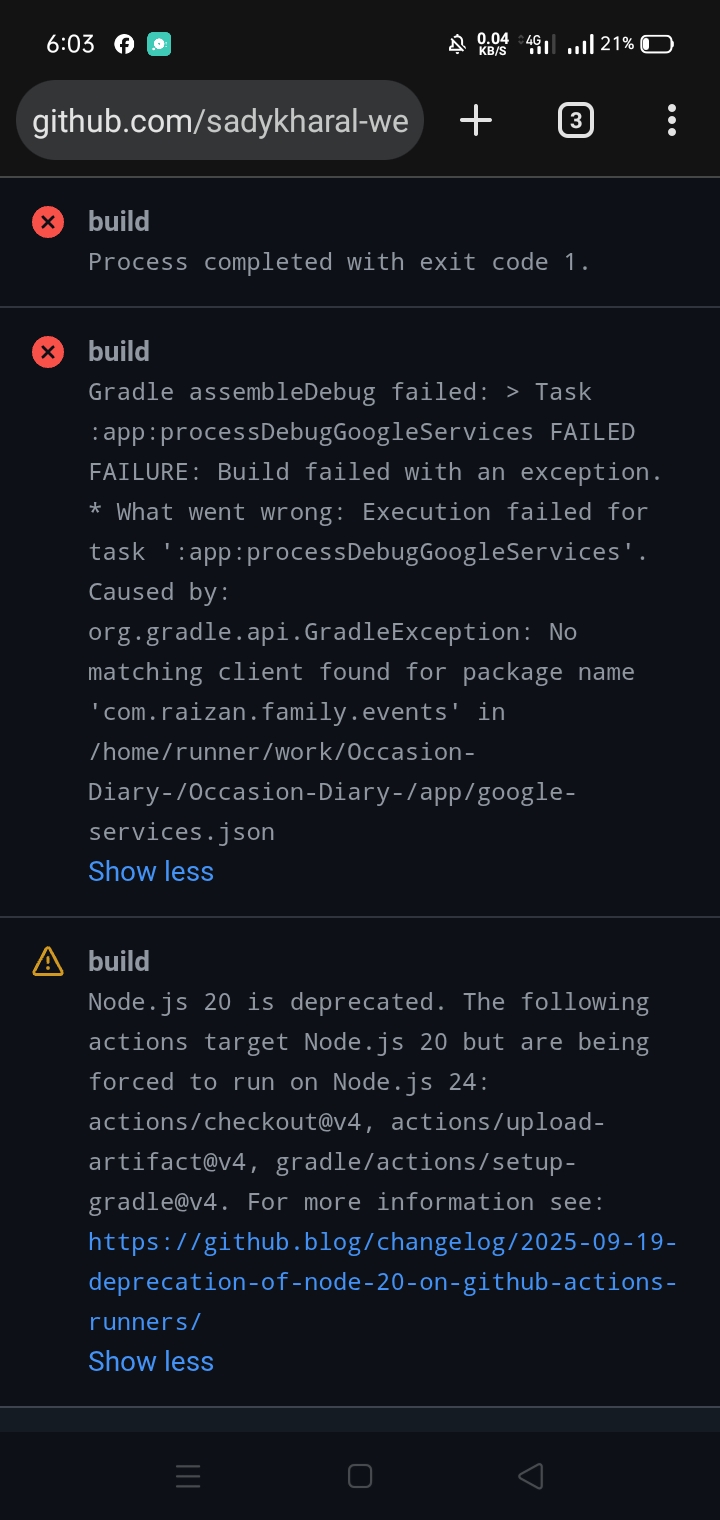 6:03
0.04 KB/S 4G 21%
github.com/sadykharal-we
3
build
Process completed with exit code 1.
build
Gradle assembleDebug failed: > Task
:app:processDebugGoogleServices FAILED
FAILURE: Build failed with an exception.
* What went wrong: Execution failed for
task ':app:processDebugGoogleServices'.
Caused by:
org.gradle.api.GradleException: No
matching client found for package name
'com.raizan.family.events' in
/home/runner/work/Occasion-
Diary-/Occasion-Diary-/app/google-
services.json
Show less
build
Node.js 20 is deprecated. The following
actions target Node.js 20 but are being
forced to run on Node.js 24:
actions/checkout@v4, actions/upload-
artifact@v4, gradle/actions/setup-
gradle@v4. For more information see:
https://github.blog/changelog/2025-09-19-
deprecation-of-node-20-on-github-actions-
runners/
Show less